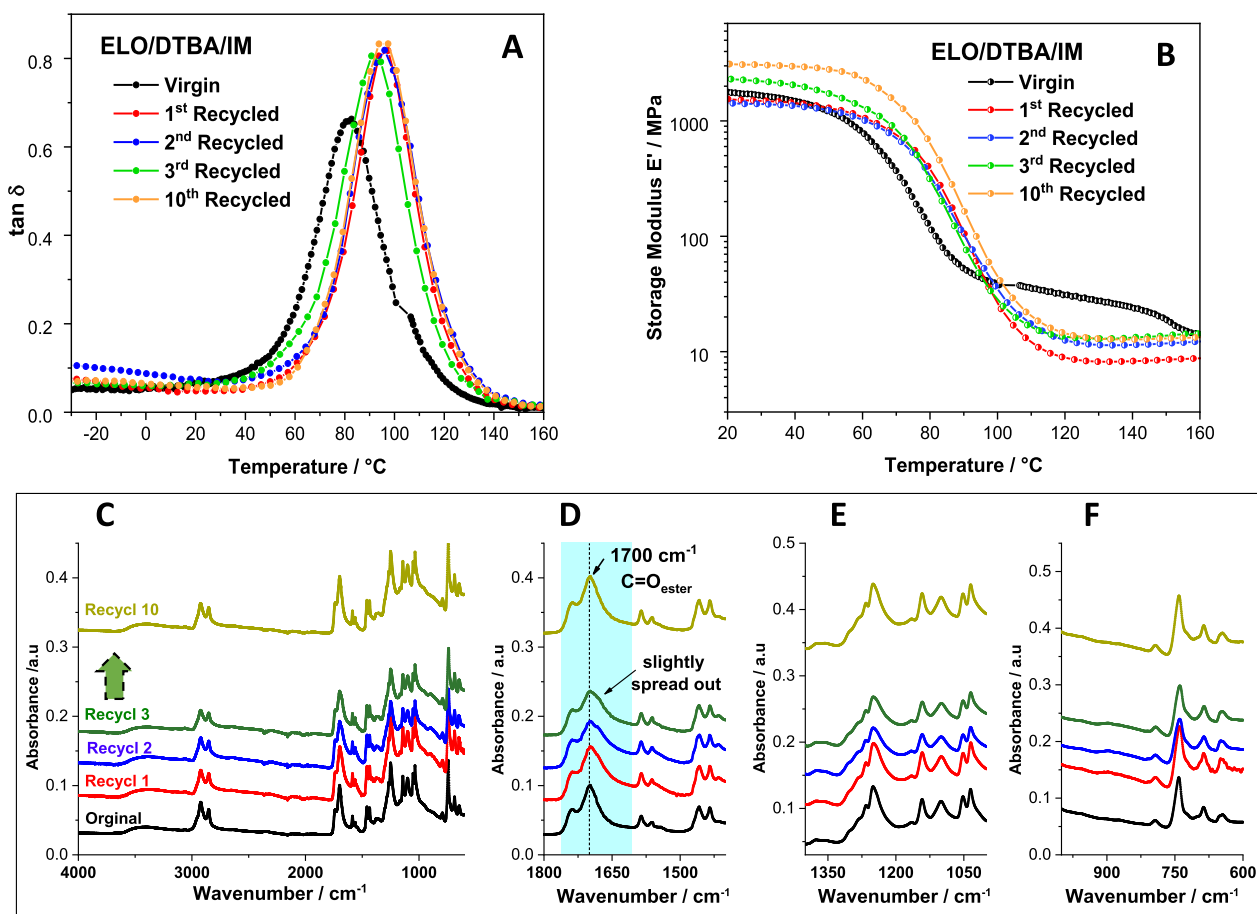 ELO/DTBA/IM
A
Virgin
1st Recycled
2nd Recycled
3rd Recycled
10th Recycled
tan δ
0.8
0.6
0.4
0.2
0.0
-20 0 20 40 60 80 100 120 140 160
Temperature / °C
ELO/DTBA/IM
B
Virgin
1st Recycled
2nd Recycled
3rd Recycled
10th Recycled
Storage Modulus E' / MPa
1000
100
10
20 40 60 80 100 120 140 160
Temperature / °C
C
Absorbance /a.u
0.4
0.3
0.2
0.1
0.0
Recycl 10
Recycl 3
Recycl 2
Recycl 1
Orginal
4000 3000 2000 1000
Wavenumber / cm-1
D
Absorbance / a.u
0.4
0.3
0.2
0.1
0.0
1700 cm-1
C=Oester
slightly
spread out
1800 1650 1500
Wavenumber / cm-1
E
Absorbance / a.u
0.5
0.4
0.3
0.2
0.1
1350 1200 1050
Wavenumber / cm-1
F
Absorbance / a.u
0.5
0.4
0.3
0.2
0.1
0.0
900 750 600
Wavenumber / cm-1